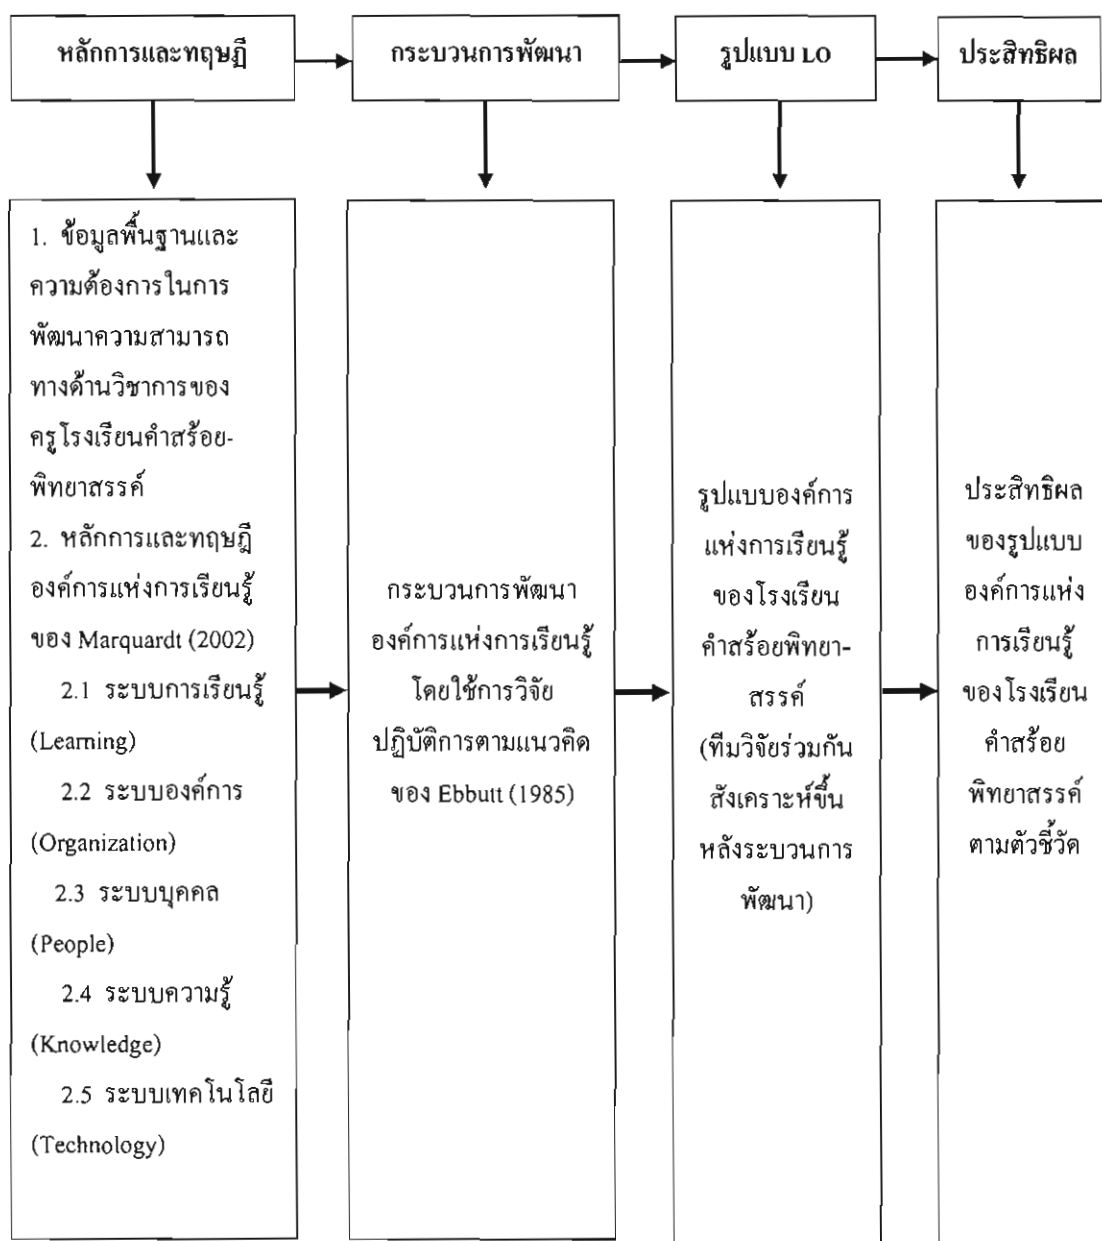 หลักการและทฤษฎี
กระบวนการพัฒนา
รูปแบบ LO
ประสิทธิผล
1. ข้อมูลพื้นฐานและ
ความต้องการในการ
พัฒนาความสามารถ
ทางด้านวิชาการของ
ครูโรงเรียนคำสร้อย-
พิทยาสรรค์
2. หลักการและทฤษฎี
องค์การแห่งการเรียนรู้
ของ Marquardt (2002)
2.1 ระบบการเรียนรู้
(Learning)
2.2 ระบบองค์การ
(Organization)
2.3 ระบบบุคคล
(People)
2.4 ระบบความรู้
(Knowledge)
2.5 ระบบเทคโนโลยี
(Technology)
กระบวนการพัฒนา
องค์การแห่งการเรียนรู้
โดยใช้การวิจัย
ปฏิบัติการตามแนวคิด
ของ Ebbutt (1985)
รูปแบบองค์การ
แห่งการเรียนรู้
ของโรงเรียน
คำสร้อยพิทยา-
สรรค์
(ทีมวิจัยร่วมกัน
สังเคราะห์ขึ้น
หลังระบวนการ
พัฒนา)
ประสิทธิผล
ของรูปแบบ
องค์การแห่ง
การเรียนรู้
ของโรงเรียน
คำสร้อย
พิทยาสรรค์
ตามตัวชี้วัด